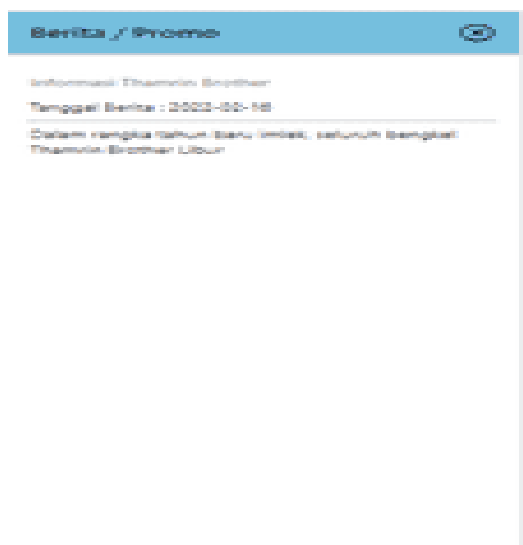 Berita / Promo
Informasi Thamrin Brother
Tanggal Berita : 2022-02-18
Dalam rangka tahun baru imlek, seluruh bengkel
Thamrin Brother Libur